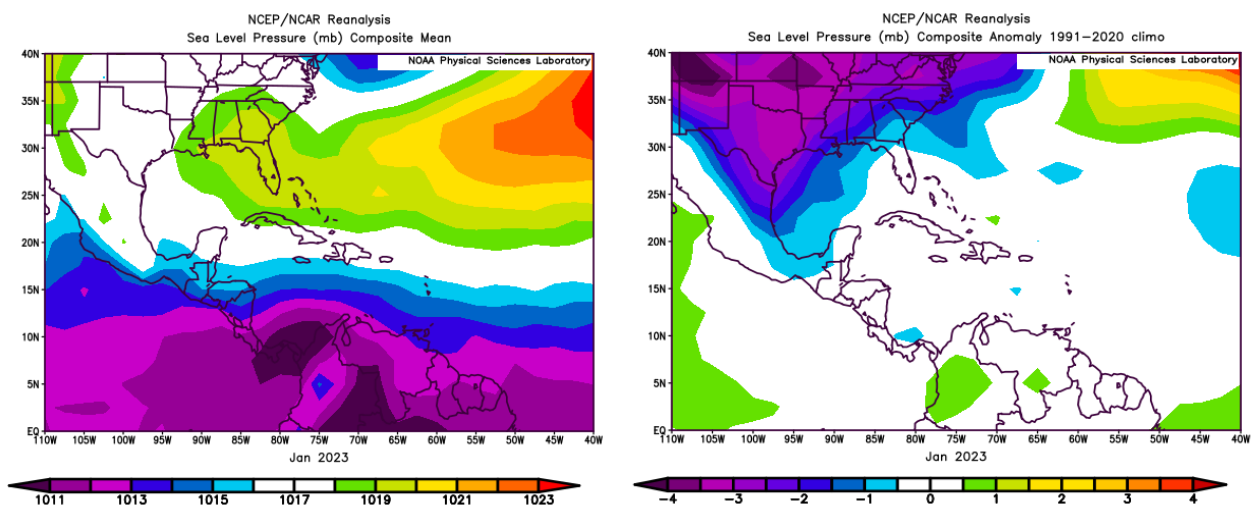 NCEP/NCAR Reanalysis
Sea Level Pressure (mb) Composite Mean
NOAA Physical Sciences Laboratory
40N
35N
30N
25N
20N
15N
10N
5N
EQ
110W 105W 100W 95W 90W 85W 80W 75W 70W 65W 60W 55W 50W 45W 40W
Jan 2023
1011 1013 1015 1017 1019 1021 1023
NCEP/NCAR Reanalysis
Sea Level Pressure (mb) Composite Anomaly 1991-2020 climo
NOAA Physical Sciences Laboratory
40N
35N
30N
25N
20N
15N
10N
5N
EQ
110W 105W 100W 95W 90W 85W 80W 75W 70W 65W 60W 55W 50W 45W 40W
Jan 2023
-4 -3 -2 -1 0 1 2 3 4